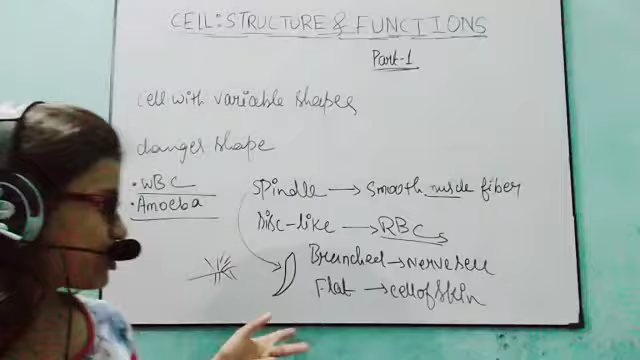 CELL: STRUCTURE & FUNCTIONS
Part-1
cell with variable shapes
changes shape
• WBC
• Amoeba
Spindle → Smooth muscle fiber
Disc-like → RBCs
Branched → nerve cell
Flat → cell of skin